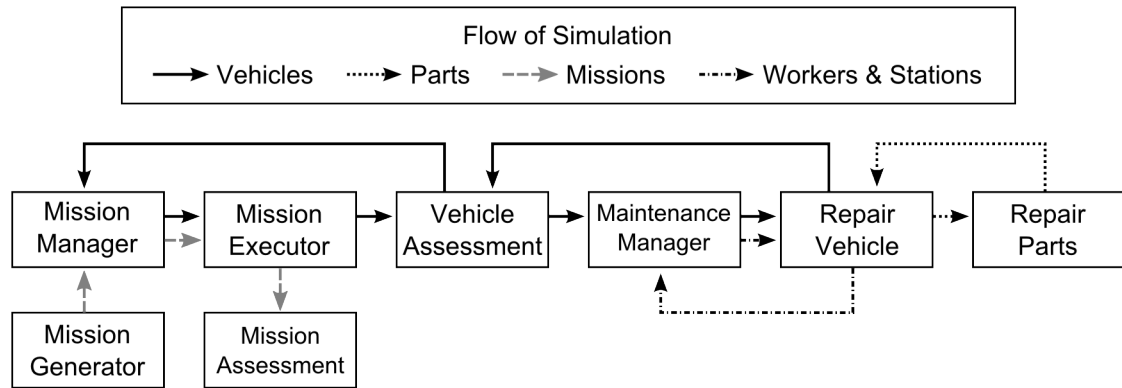 Flow of Simulation
Vehicles Parts Missions Workers & Stations
Mission
Manager
Mission
Executor
Vehicle
Assessment
Maintenance
Manager
Repair
Vehicle
Repair
Parts
Mission
Generator
Mission
Assessment